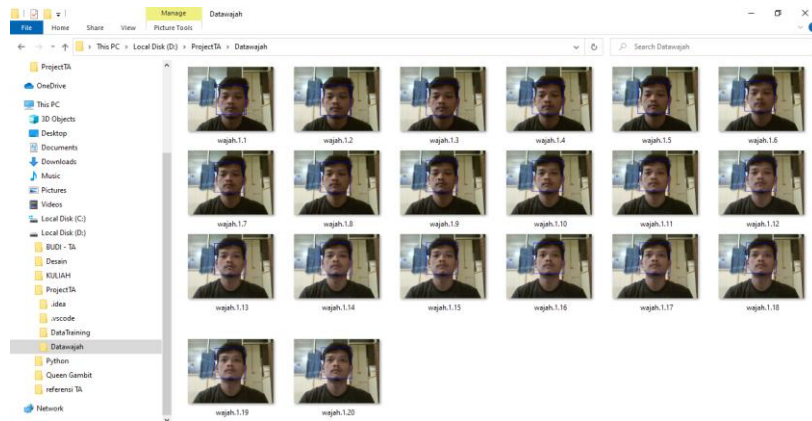 Manage
Datawajah
File
Home
Share
View
Picture Tools
This PC > Local Disk (D:) > ProjectTA > Datawajah
Search Datawajah
ProjectTA
OneDrive
This PC
3D Objects
Desktop
Documents
Downloads
Music
Pictures
Videos
Local Disk (C:)
Local Disk (D:)
BUDI - TA
Desain
KULIAH
ProjectTA
.idea
.vscode
DataTraining
Datawajah
Python
Queen Gambit
referensi TA
Network
wajah.1.1
wajah.1.2
wajah.1.3
wajah.1.4
wajah.1.5
wajah.1.6
wajah.1.7
wajah.1.8
wajah.1.9
wajah.1.10
wajah.1.11
wajah.1.12
wajah.1.13
wajah.1.14
wajah.1.15
wajah.1.16
wajah.1.17
wajah.1.18
wajah.1.19
wajah.1.20